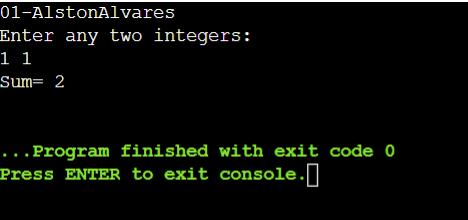 01-AlstonAlvares
Enter any two integers:
1 1
Sum= 2
...Program finished with exit code 0
Press ENTER to exit console.